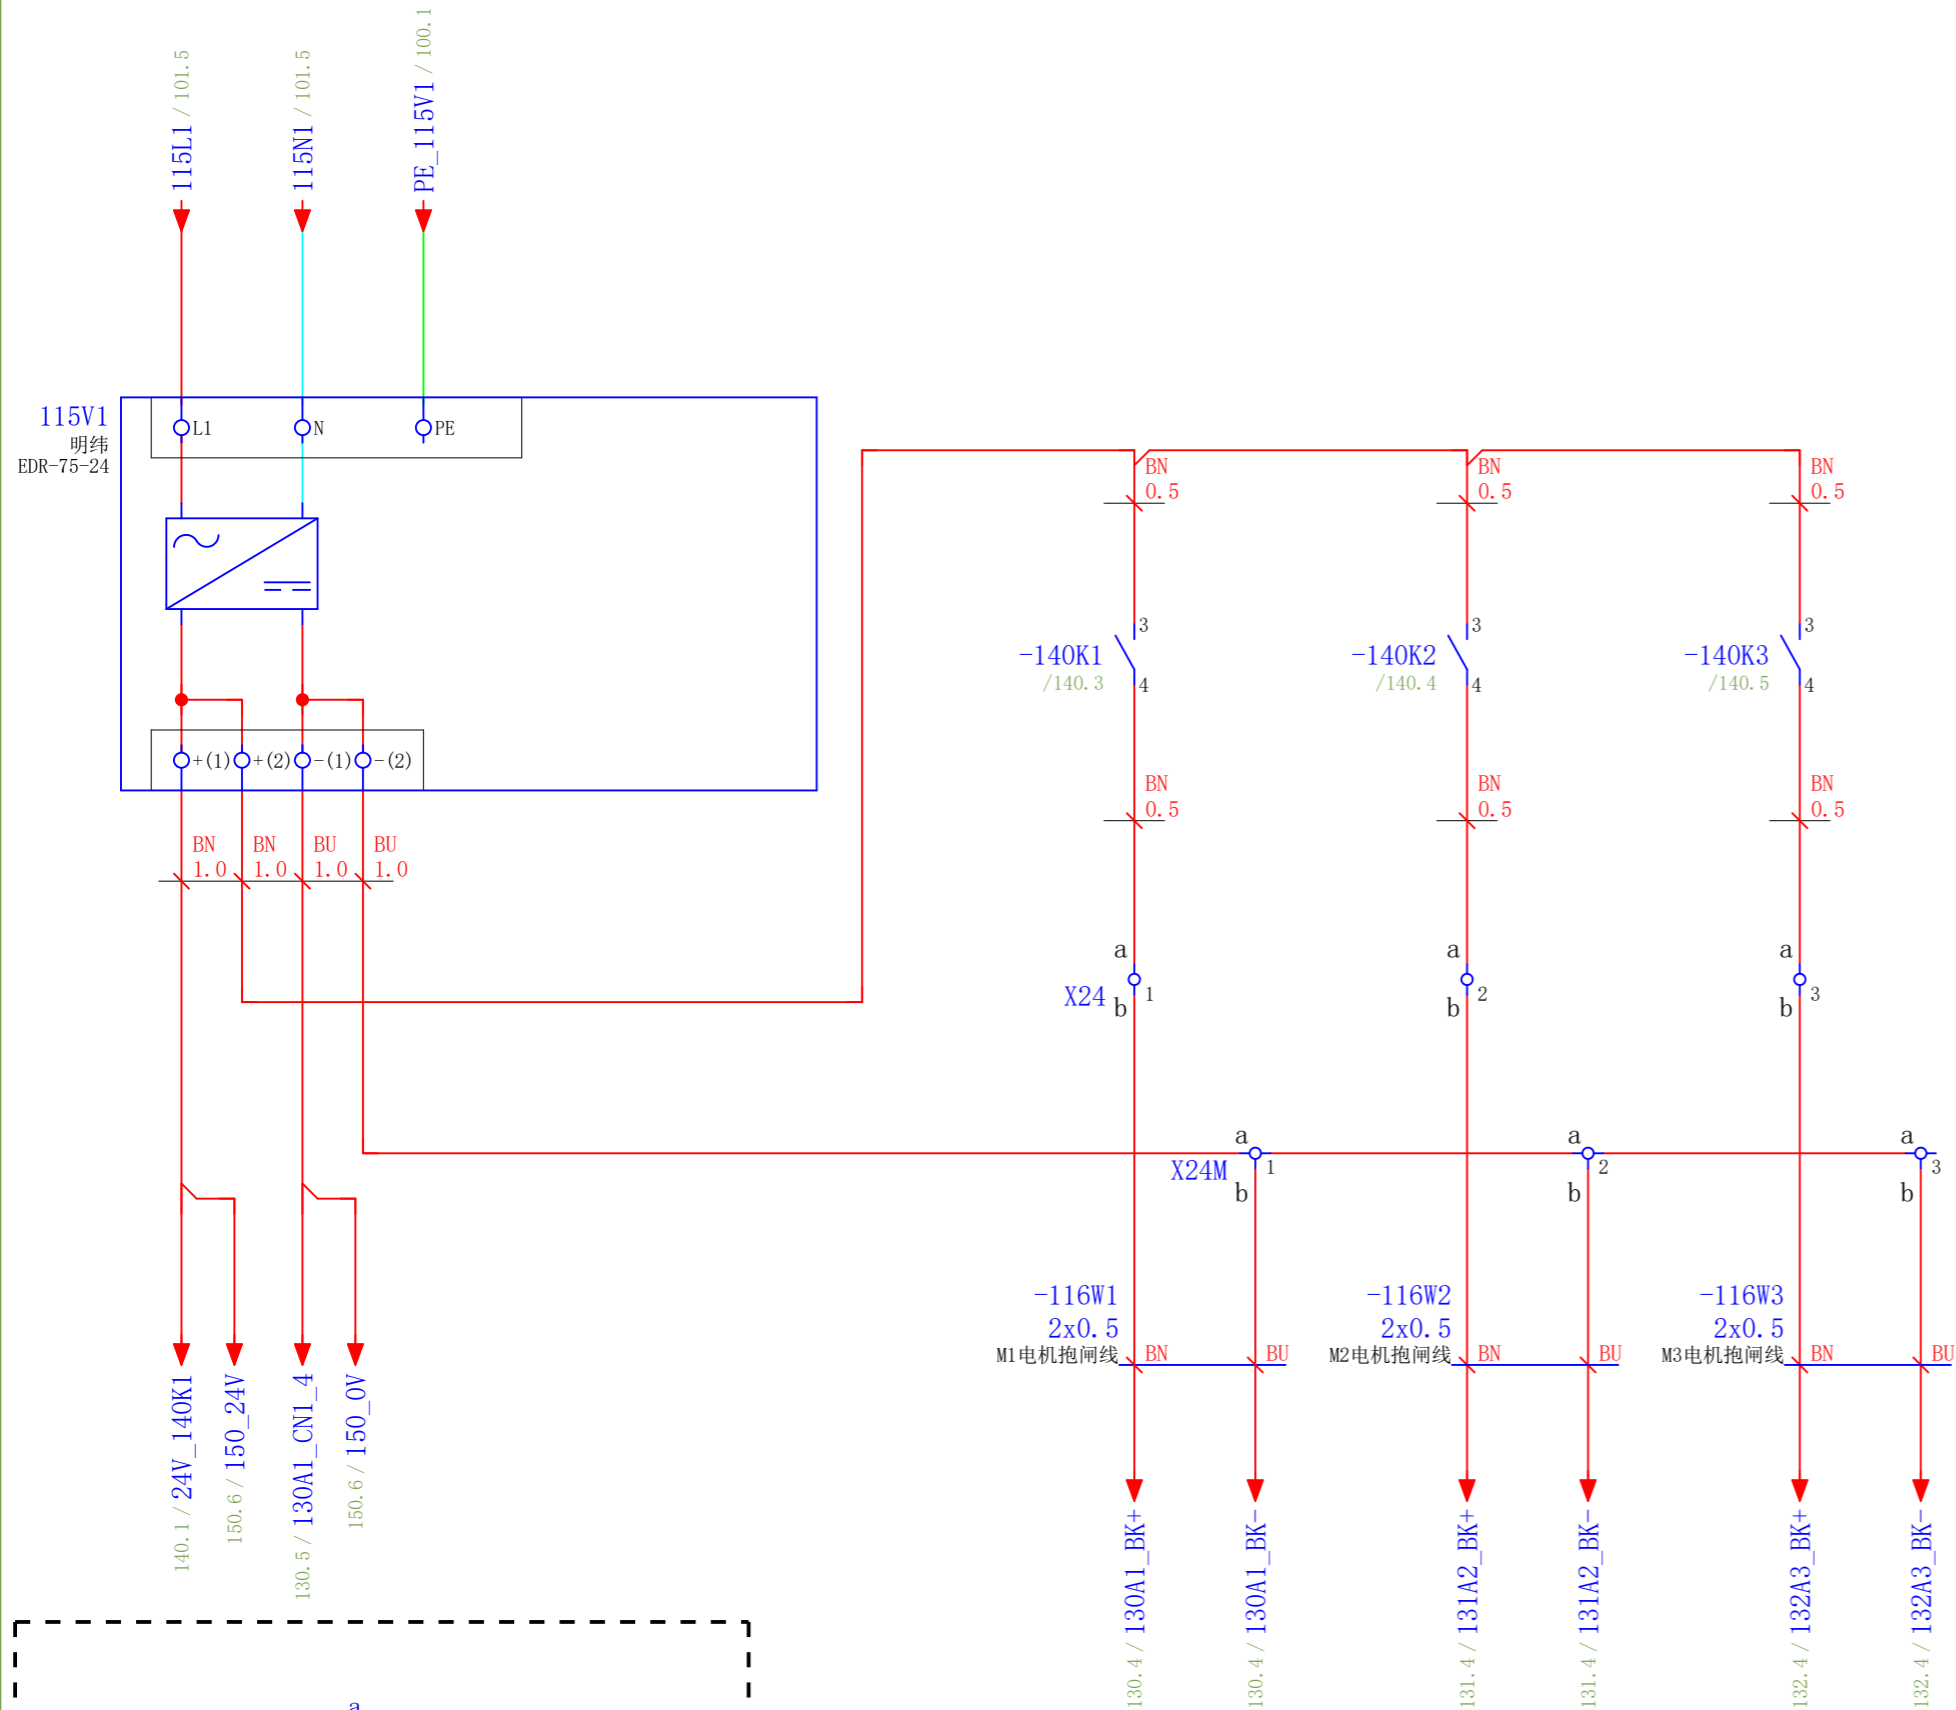 115L1 / 101.5
115N1 / 101.5
PE_115V1 / 100.1
115V1
明纬
EDR-75-24
L1
N
PE
+(1)
+(2)
-(1)
-(2)
BN
1.0
BN
1.0
BU
1.0
BU
1.0
BN
0.5
BN
0.5
BN
0.5
-140K1
/140.3
3
4
-140K2
/140.4
3
4
-140K3
/140.5
3
4
BN
0.5
BN
0.5
BN
0.5
X24
a
b
1
a
b
2
a
b
3
X24M
a
b
1
a
b
2
a
b
3
-116W1
2x0.5
M1电机抱闸线
BN
BU
-116W2
2x0.5
M2电机抱闸线
BN
BU
-116W3
2x0.5
M3电机抱闸线
BN
BU
140.1 / 24V_140K1
150.6 / 150_24V
130.5 / 130A1_CN1_4
150.6 / 150_0V
130.4 / 130A1_BK+
130.4 / 130A1_BK-
131.4 / 131A2_BK+
131.4 / 131A2_BK-
132.4 / 132A3_BK+
132.4 / 132A3_BK-
a